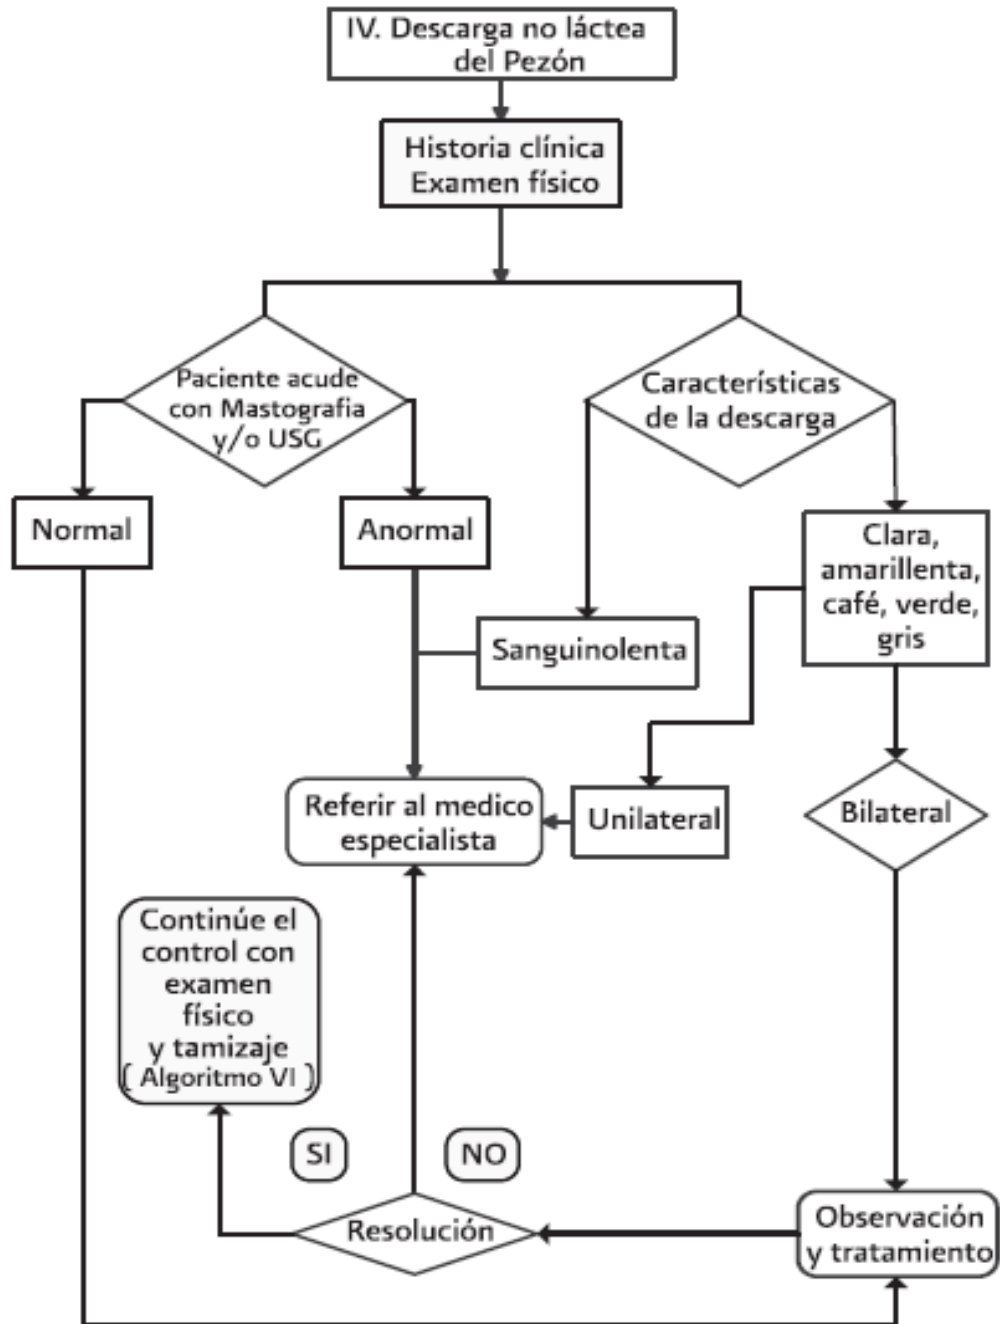 IV. Descarga no láctea
del Pezón
Historia clínica
Examen físico
Paciente acude
con Mastografia
y/o USG
Características
de la descarga
Normal
Anormal
Clara,
amarillenta,
café, verde,
gris
Sanguinolenta
Referir al medico
especialista
Unilateral
Bilateral
Continúe el
control con
examen
físico
y tamizaje
( Algoritmo VI )
SI
NO
Resolución
Observación
y tratamiento